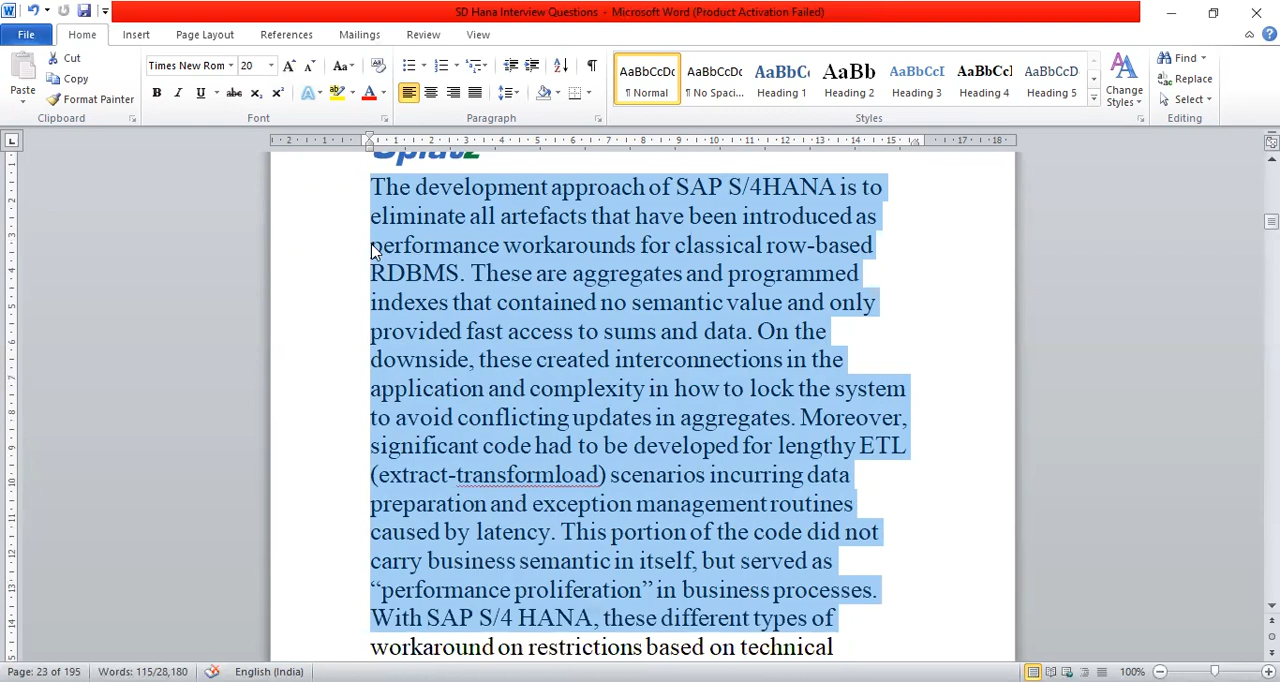 SD Hana Interview Questions - Microsoft Word (Product Activation Failed)
File Home Insert Page Layout References Mailings Review View
Paste
Cut
Copy
Format Painter
Clipboard
Times New Rom 20
Font
Paragraph
AaBbCcDc AaBbCcDc AaBbCc AaBb AaBbCcI AaBbCcI AaBbCcDc
¶ Normal ¶ No Spaci... Heading 1 Heading 2 Heading 3 Heading 4 Heading 5
Change
Styles
Styles
Find
Replace
Select
Editing
The development approach of SAP S/4HANA is to
eliminate all artefacts that have been introduced as
performance workarounds for classical row-based
RDBMS. These are aggregates and programmed
indexes that contained no semantic value and only
provided fast access to sums and data. On the
downside, these created interconnections in the
application and complexity in how to lock the system
to avoid conflicting updates in aggregates. Moreover,
significant code had to be developed for lengthy ETL
(extract-transformload) scenarios incurring data
preparation and exception management routines
caused by latency. This portion of the code did not
carry business semantic in itself, but served as
“performance proliferation” in business processes.
With SAP S/4 HANA, these different types of
workaround on restrictions based on technical
Page: 23 of 195 Words: 115/28,180 English (India) 100%